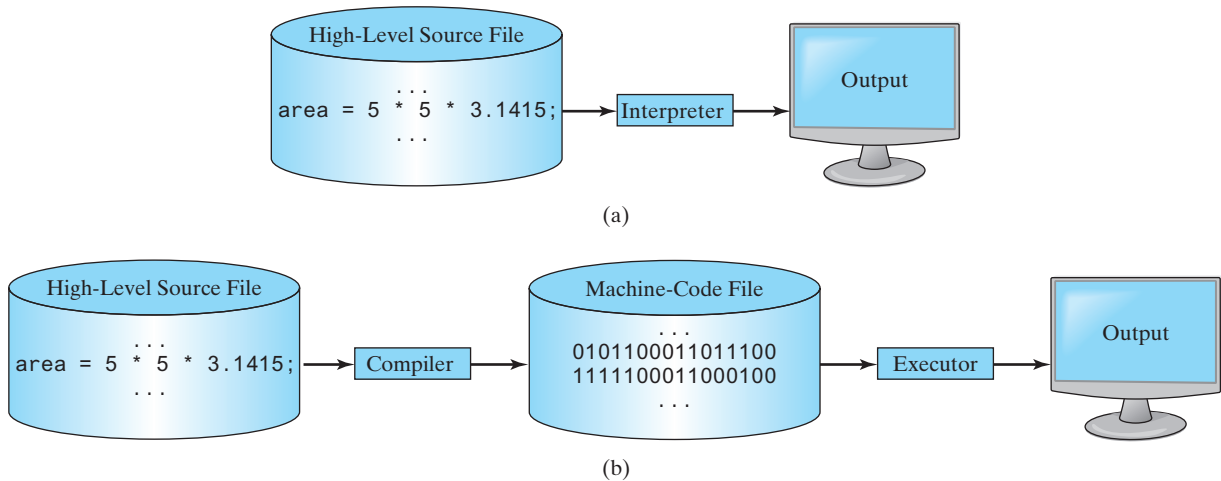 High-Level Source File
...
area = 5 * 5 * 3.1415;
...
Interpreter
Output
(a)
High-Level Source File
...
area = 5 * 5 * 3.1415;
...
Compiler
Machine-Code File
...
0101100011011100
1111100011000100
...
Executor
Output
(b)